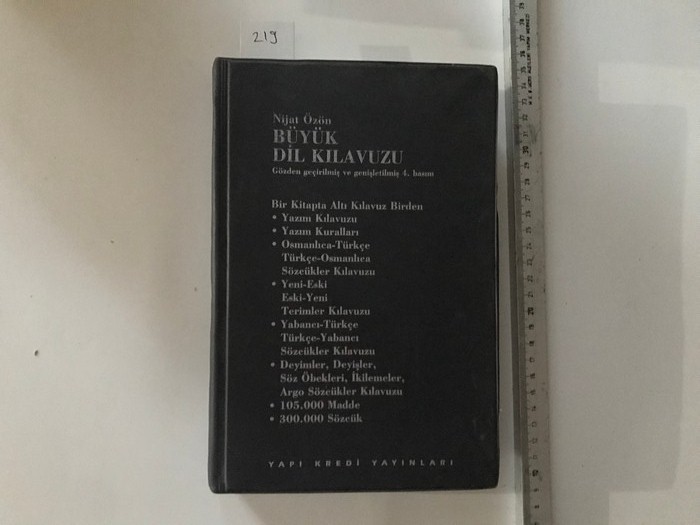 219
Nijat Özön
BÜYÜK
DİL KILAVUZU
Gözden geçirilmiş ve genişletilmiş 4. basım
Bir Kitapta Altı Kılavuz Birden
• Yazım Kılavuzu
• Yazım Kuralları
• Osmanlıca-Türkçe
Türkçe-Osmanlıca
Sözcükler Kılavuzu
• Yeni-Eski
Eski-Yeni
Terimler Kılavuzu
• Yabancı-Türkçe
Türkçe-Yabancı
Sözcükler Kılavuzu
• Deyimler, Deyişler,
Söz Öbekleri, İkilemeler,
Argo Sözcükler Kılavuzu
• 105.000 Madde
• 300.000 Sözcük
YAPI KREDİ YAYINLARI